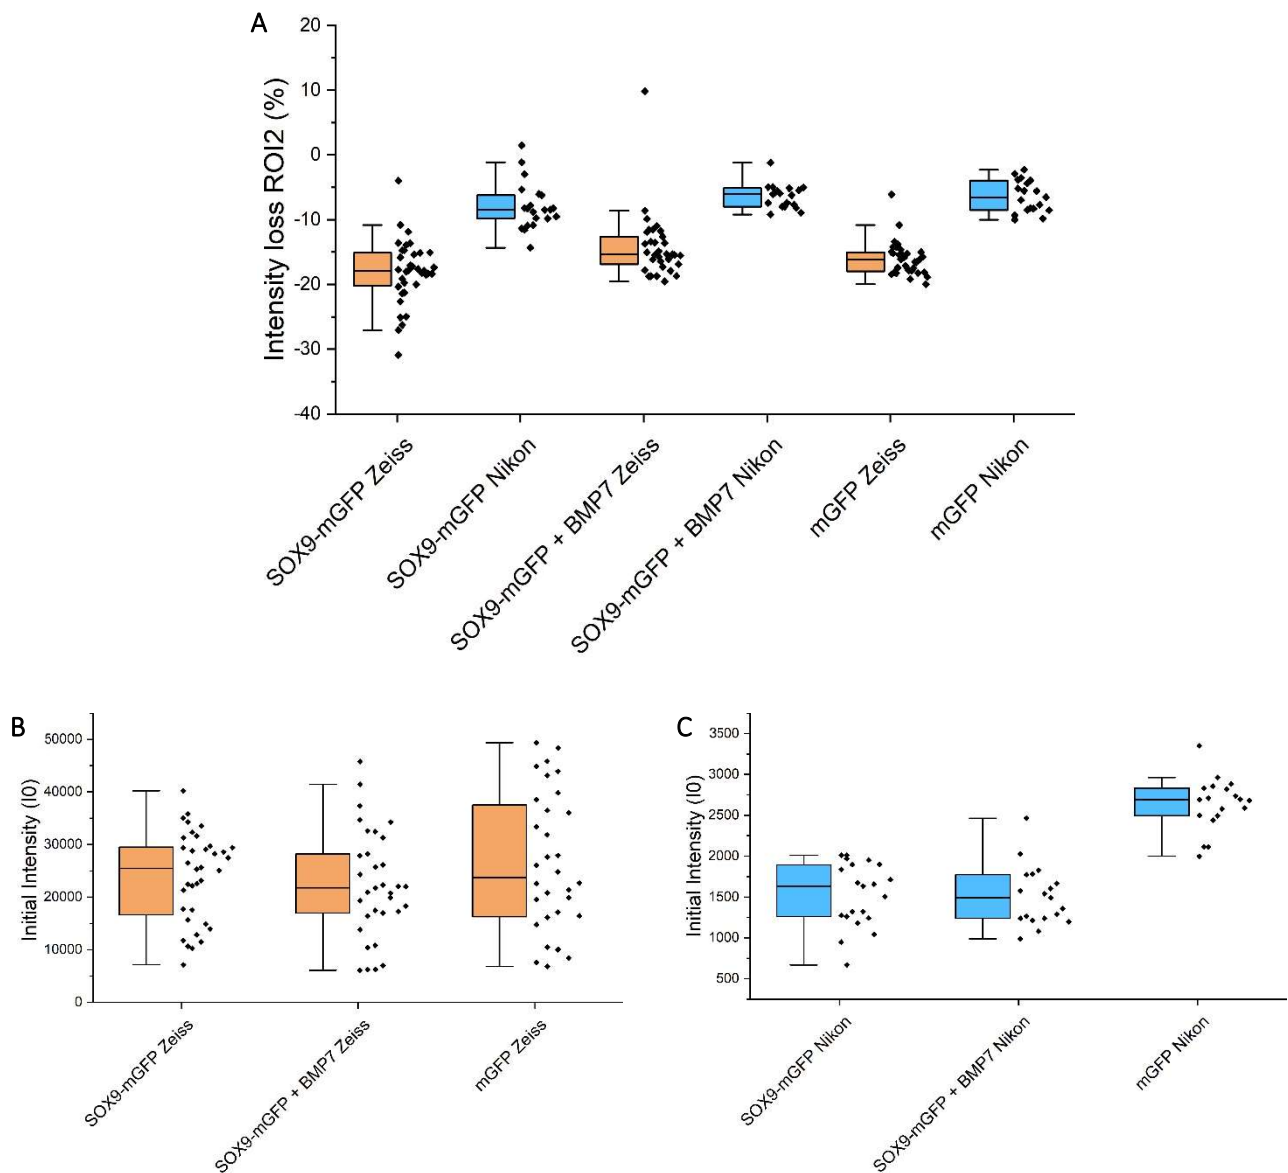 A
Intensity loss ROI2 (%)
20
10
0
-10
-20
-30
-40
SOX9-mGFP Zeiss
SOX9-mGFP Nikon
SOX9-mGFP + BMP7 Zeiss
SOX9-mGFP + BMP7 Nikon
mGFP Zeiss
mGFP Nikon
B
Initial Intensity (I0)
50000
40000
30000
20000
10000
0
SOX9-mGFP Zeiss
SOX9-mGFP + BMP7 Zeiss
mGFP Zeiss
C
Initial Intensity (I0)
3500
3000
2500
2000
1500
1000
500
SOX9-mGFP Nikon
SOX9-mGFP + BMP7 Nikon
mGFP Nikon